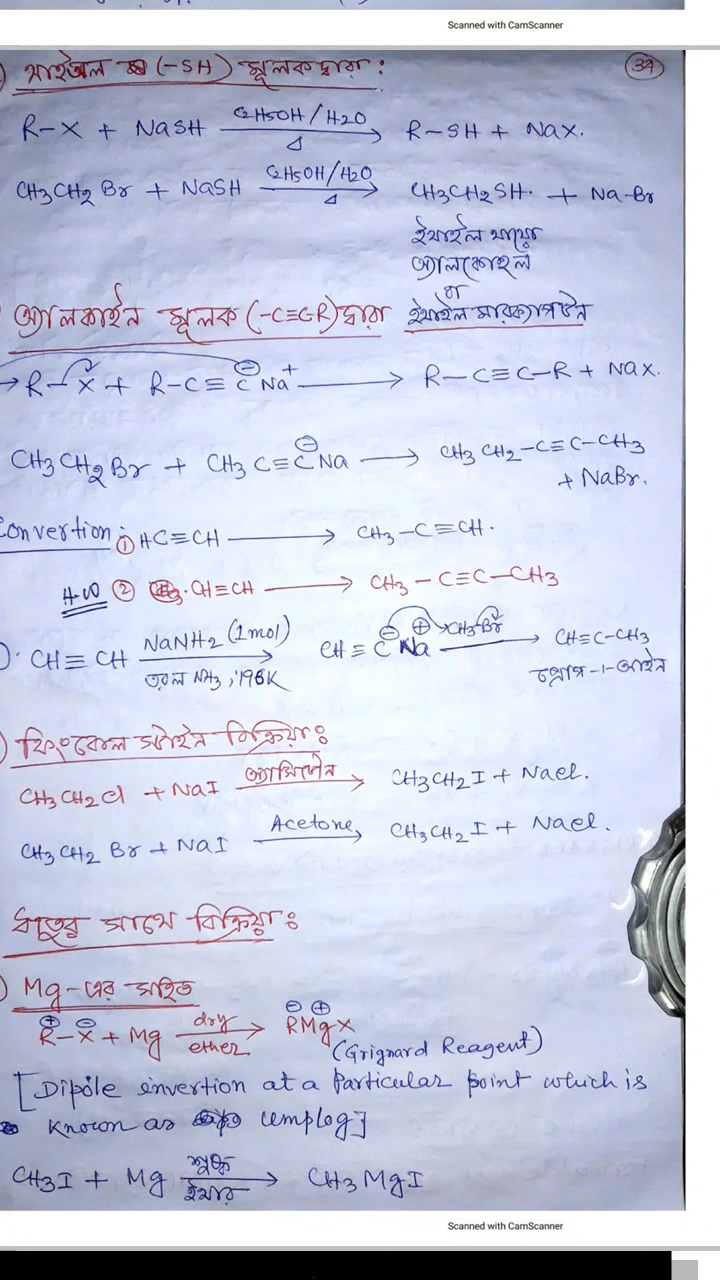 Scanned with CamScanner
থাইঅল (-SH) মূলক দ্বারা : 37
R-X + NaSH C2H5OH/H2O Δ R-SH + NaX.
CH3CH2Br + NaSH C2H5OH/H2O Δ CH3CH2SH. + Na-Br
ইথাইল থায়ো
অ্যালকোহল
বা
অ্যালকাইন মূলক (-C≡CR) দ্বারা ইথাইল মারক্যাপটন
→ R-X + R-C≡C⊖Na+ → R-C≡C-R + NaX.
CH3CH2Br + CH3C≡C⊖Na → CH3CH2-C≡C-CH3
+ NaBr.
Convertion : ① HC≡CH → CH3-C≡CH.
H.W ② CH≡CH → CH3-C≡C-CH3
CH≡CH NaNH2 (1mol) তরল NH3, 196K CH≡C⊖Na⊕ CH3Br → CH≡C-CH3
প্রোপ-1-আইন
ফিংকেলস্টাইন বিক্রিয়াঃ
CH3CH2Cl + NaI অ্যাসিটোন → CH3CH2I + NaCl.
CH3CH2Br + NaI Acetone → CH3CH2I + NaCl.
ধাতুর সাথে বিক্রিয়াঃ
Mg-এর সহিত
R⊕-X⊖ + Mg dry ether → R⊖Mg⊕X
(Grignard Reagent)
[Dipole invertion at a Particular point which is
known as umplog]
CH3I + Mg শুষ্ক ইথার → CH3MgI
Scanned with CamScanner